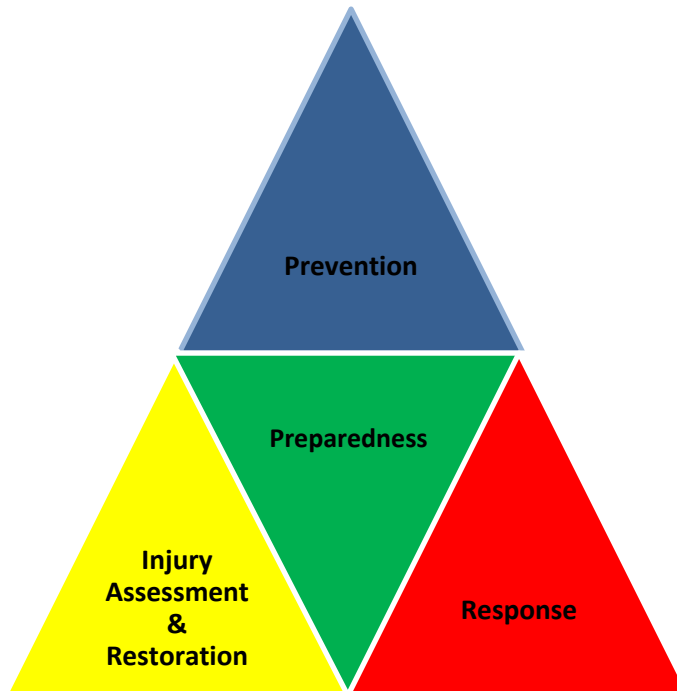 Prevention
Preparedness
Injury
Assessment
&
Restoration
Response